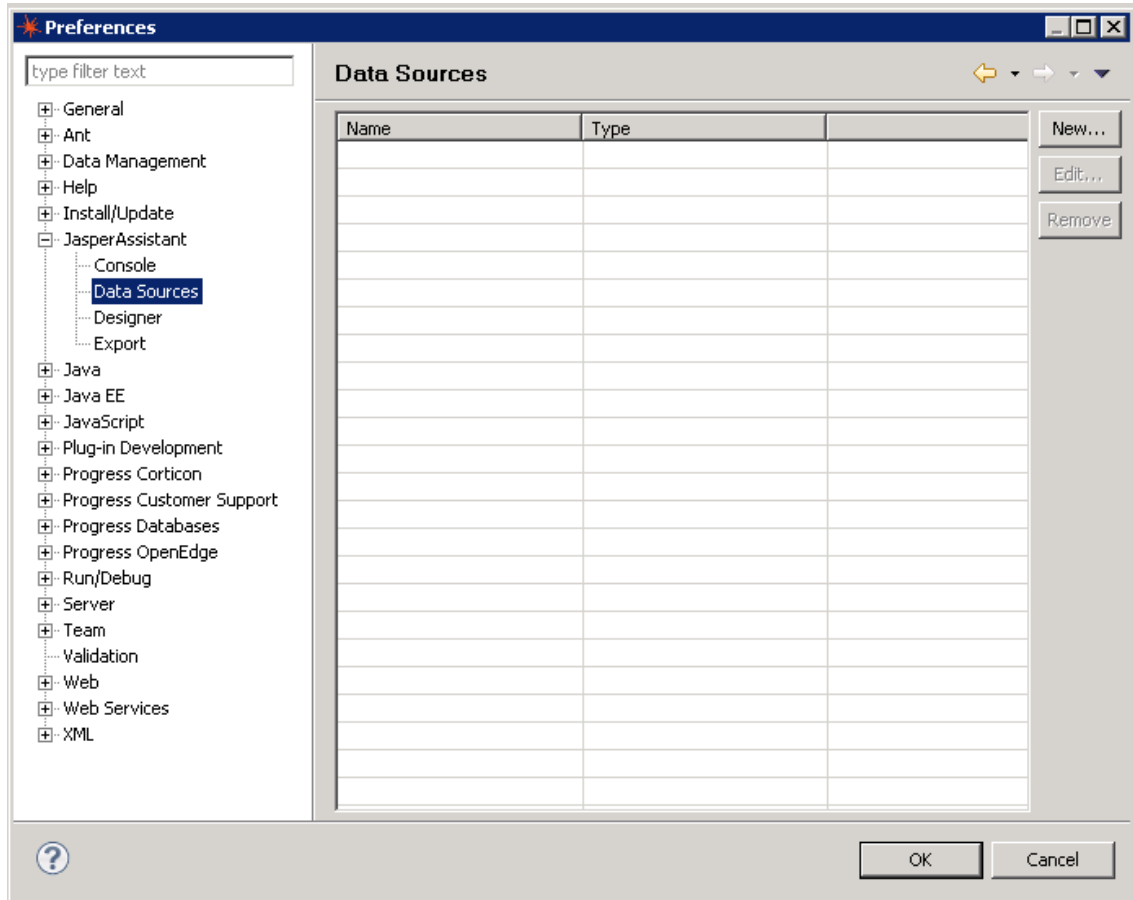 Preferences
type filter text
General
Ant
Data Management
Help
Install/Update
JasperAssistant
Console
Data Sources
Designer
Export
Java
Java EE
JavaScript
Plug-in Development
Progress Corticon
Progress Customer Support
Progress Databases
Progress OpenEdge
Run/Debug
Server
Team
Validation
Web
Web Services
XML
Data Sources
Name Type
New...
Edit...
Remove
?
OK Cancel